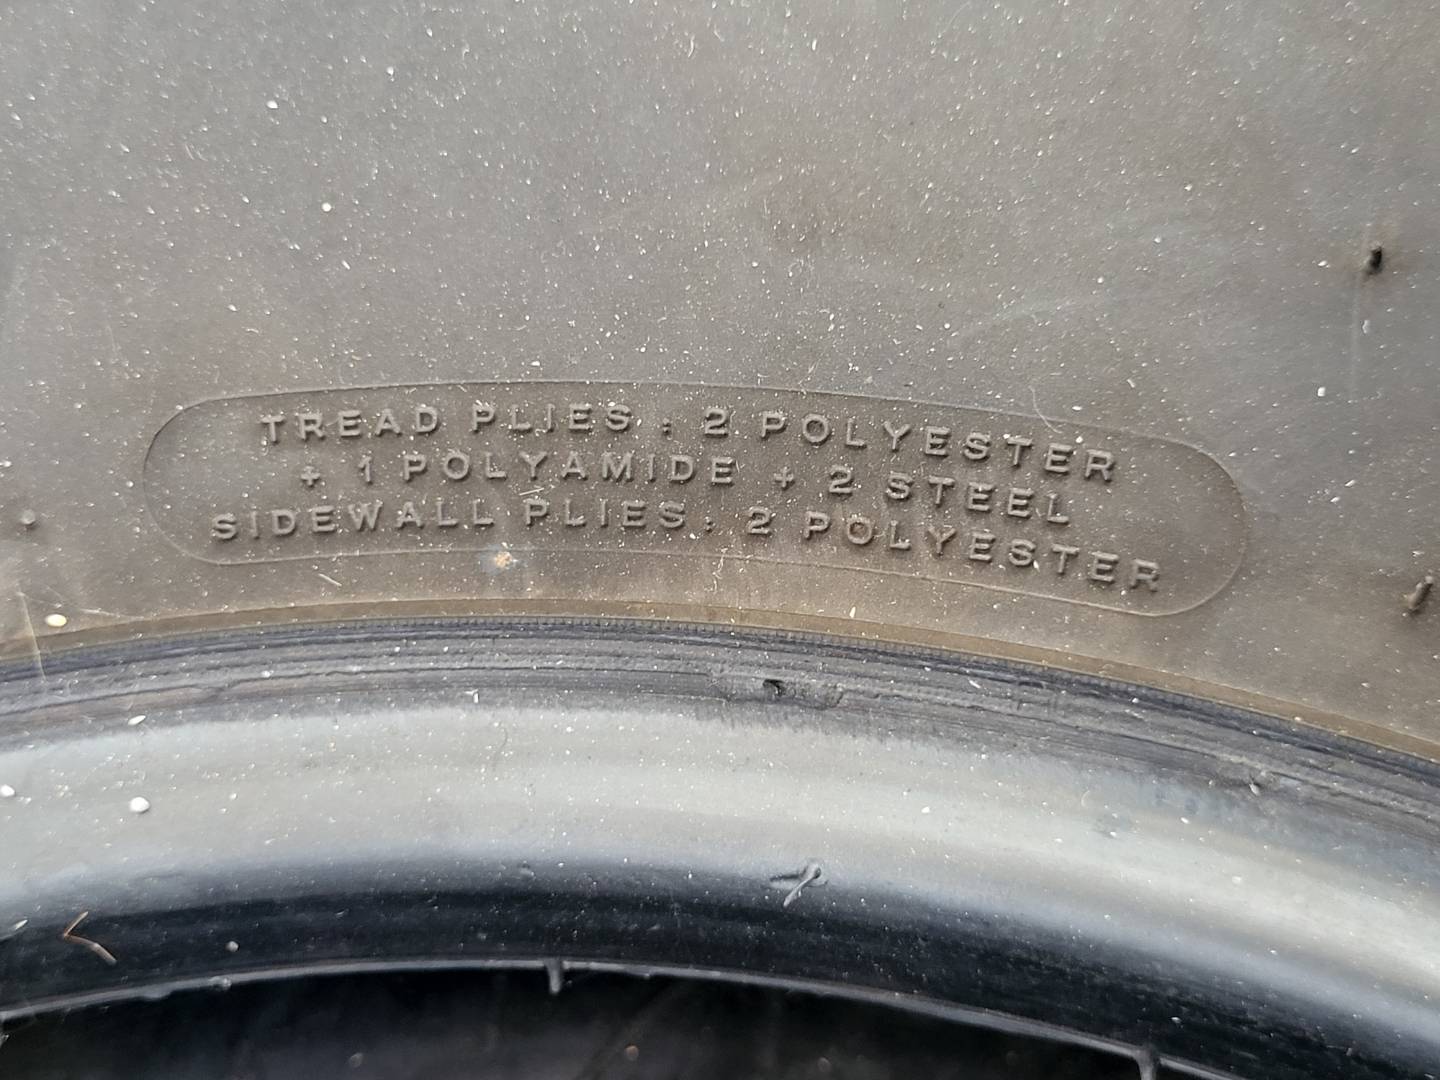 TREAD PLIES : 2 POLYESTER
+ 1 POLYAMIDE + 2 STEEL
SIDEWALL PLIES : 2 POLYESTER